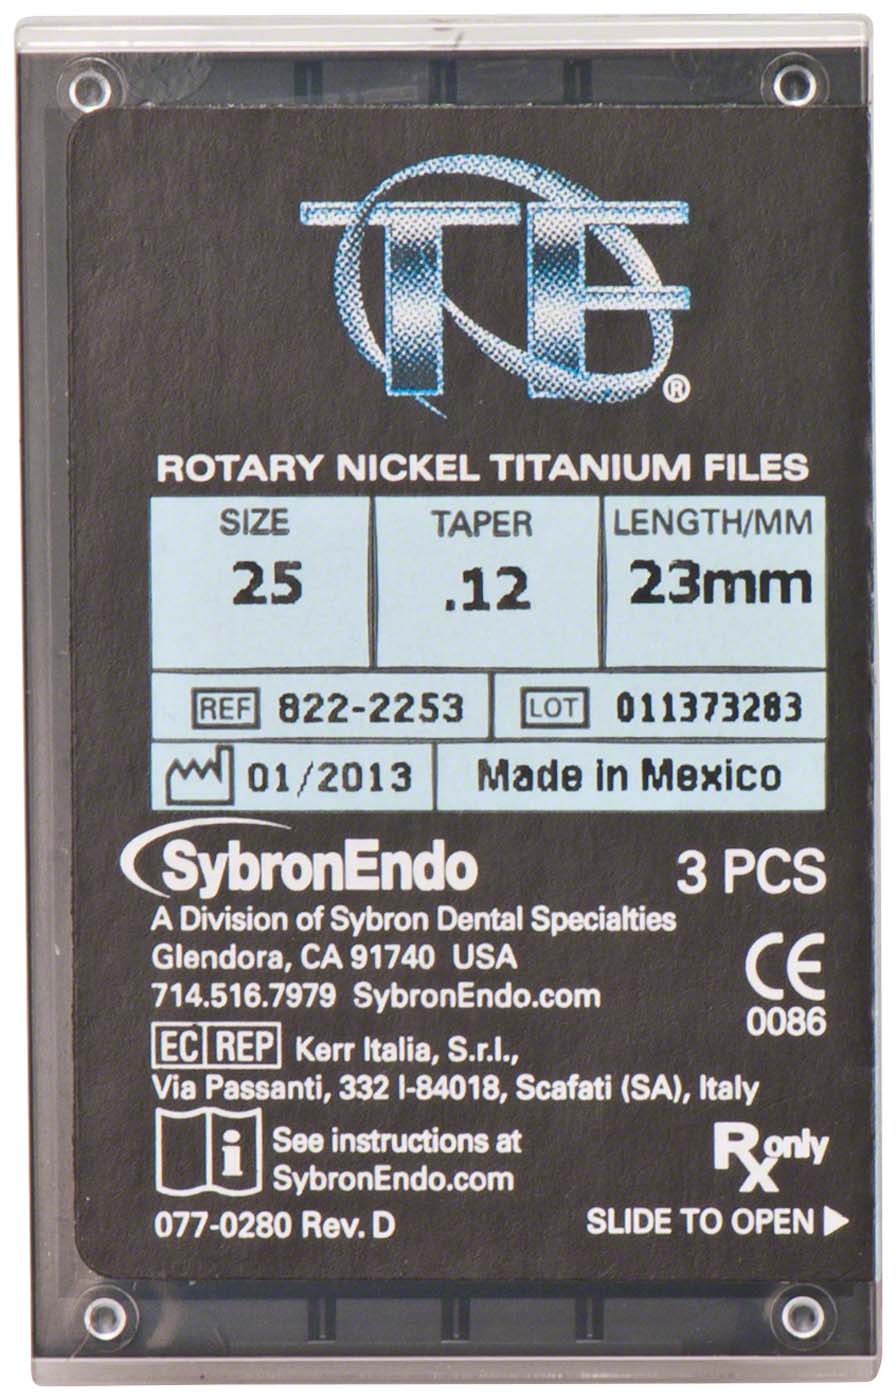 TF®
ROTARY NICKEL TITANIUM FILES
SIZE TAPER LENGTH/MM
25 .12 23mm
REF 822-2253 LOT 011373283
01/2013 Made in Mexico
SybronEndo 3 PCS
A Division of Sybron Dental Specialties
Glendora, CA 91740 USA
714.516.7979 SybronEndo.com
CE
0086
EC REP Kerr Italia, S.r.l.,
Via Passanti, 332 I-84018, Scafati (SA), Italy
i See instructions at
SybronEndo.com
Rx only
077-0280 Rev. D SLIDE TO OPEN